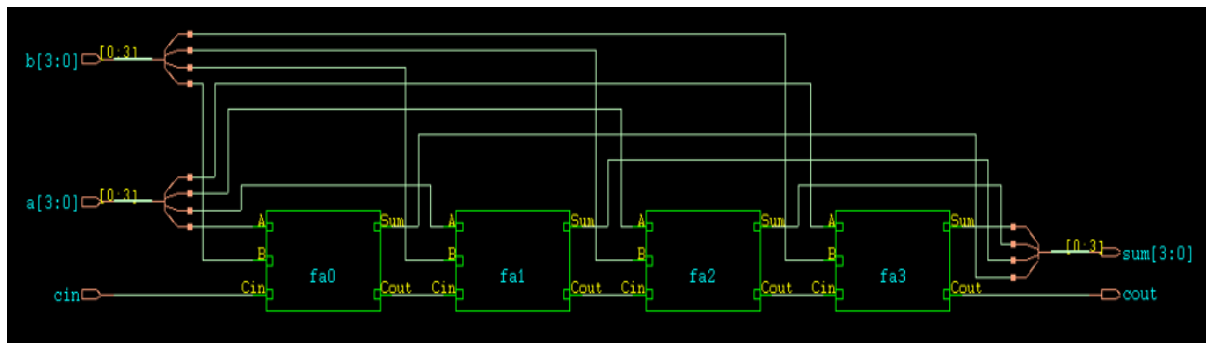 b[3:0] [0:3]
a[3:0] [0:3]
A Sum A Sum A Sum A Sum
B B B B
[0:3] sum[3:0]
fa0 fa1 fa2 fa3
cin Cin Cout Cin Cout Cin Cout Cin Cout cout